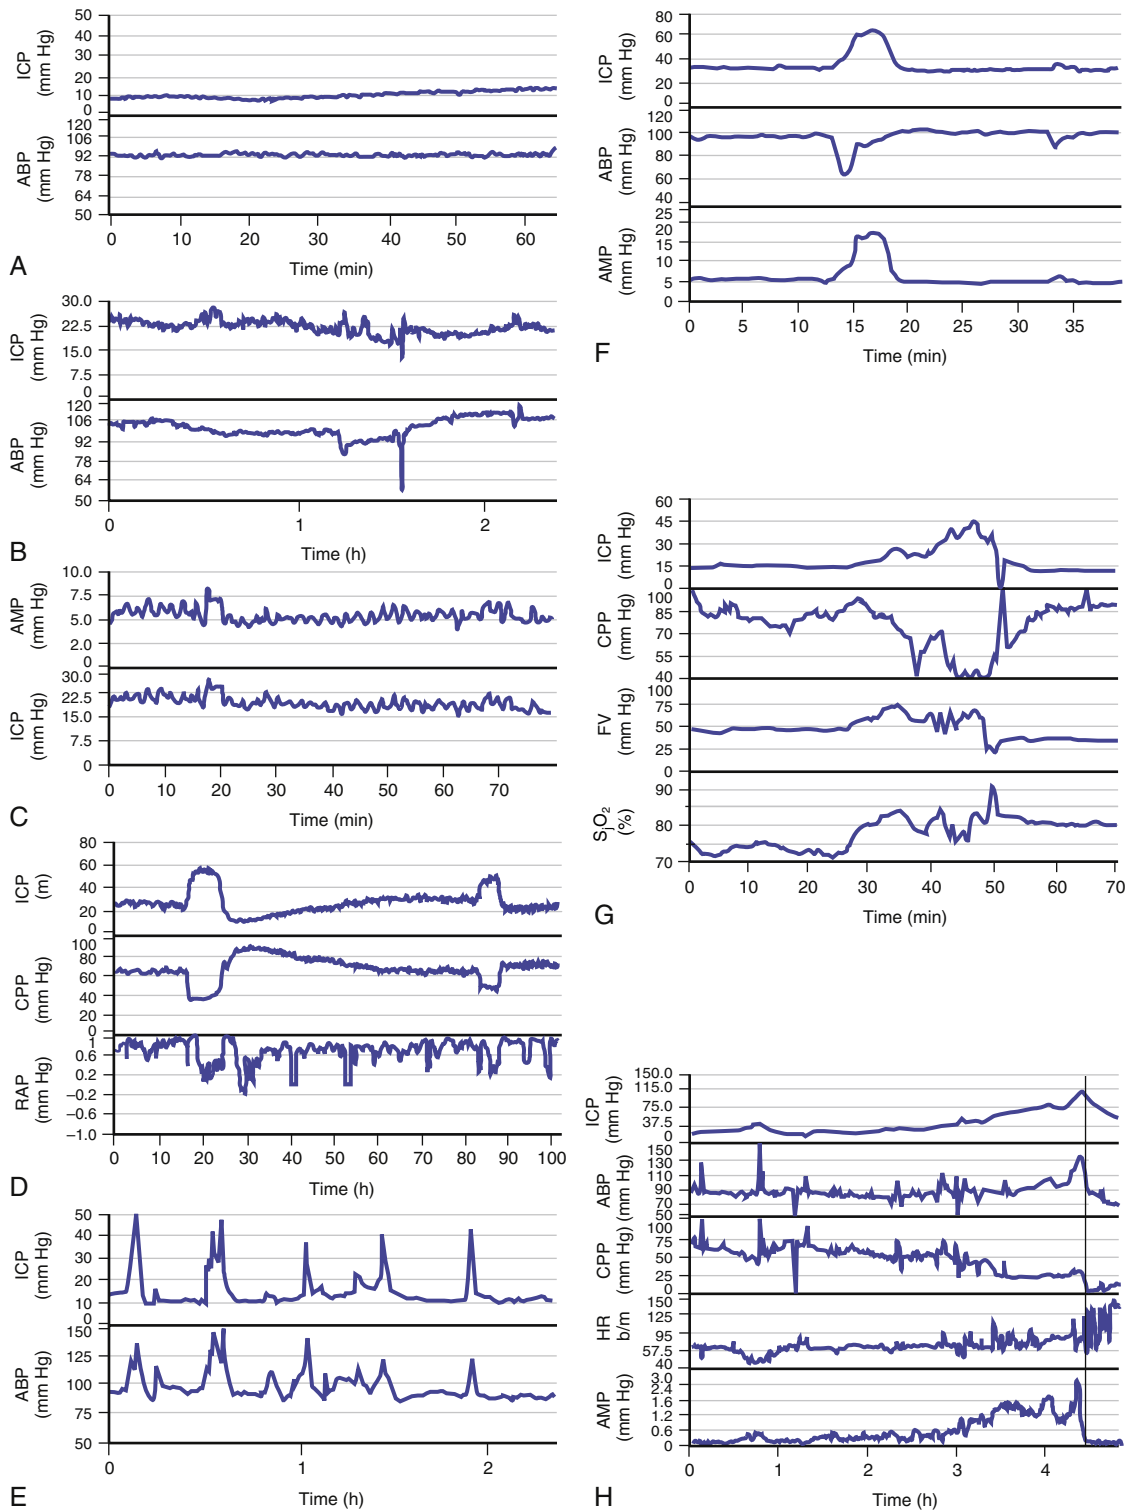 ICP
(mm Hg)
50
40
30
20
10
0
ABP
(mm Hg)
120
106
92
78
64
50
0 10 20 30 40 50 60
Time (min)
A
ICP
(mm Hg)
30.0
22.5
15.0
7.5
0
ABP
(mm Hg)
120
106
92
78
64
50
0 1 2
Time (h)
B
AMP
(mm Hg)
10.0
7.5
5.0
2.0
0
ICP
(mm Hg)
30.0
22.5
15.0
7.5
0
0 10 20 30 40 50 60 70
Time (min)
C
ICP
(m)
80
60
40
20
0
CPP
(mm Hg)
100
80
60
40
20
0
RAP
(mm Hg)
1
0.6
0.2
−0.2
−0.6
−1.0
0 10 20 30 40 50 60 70 80 90 100
Time (h)
D
ICP
(mm Hg)
50
40
30
20
10
0
ABP
(mm Hg)
150
125
100
75
50
0 1 2
Time (h)
E
ICP
(mm Hg)
80
60
40
20
0
ABP
(mm Hg)
120
100
80
60
40
AMP
(mm Hg)
25
20
15
10
5
0
0 5 10 15 20 25 30 35
Time (min)
F
ICP
(mm Hg)
60
45
30
15
0
CPP
(mm Hg)
100
85
70
55
40
FV
(mm Hg)
100
75
50
25
0
SjO2
(%)
90
80
70
0 10 20 30 40 50 60 70
Time (min)
G
ICP
(mm Hg)
150.0
115.0
75.0
37.5
0
ABP
(mm Hg)
150
130
110
90
70
50
CPP
(mm Hg)
100
75
50
25
0
HR
b/m
150
125
95
57.5
40
AMP
(mm Hg)
3.0
2.4
1.6
1.2
0.6
0
0 1 2 3 4
Time (h)
H